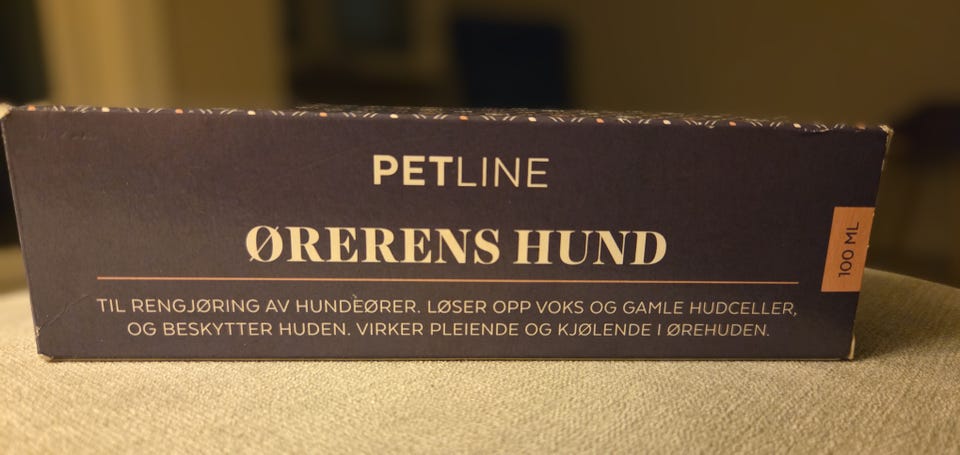 PETLINE
ØRERENS HUND
TIL RENGJØRING AV HUNDEØRER. LØSER OPP VOKS OG GAMLE HUDCELLER,
OG BESKYTTER HUDEN. VIRKER PLEIENDE OG KJØLENDE I ØREHUDEN.
100 ML